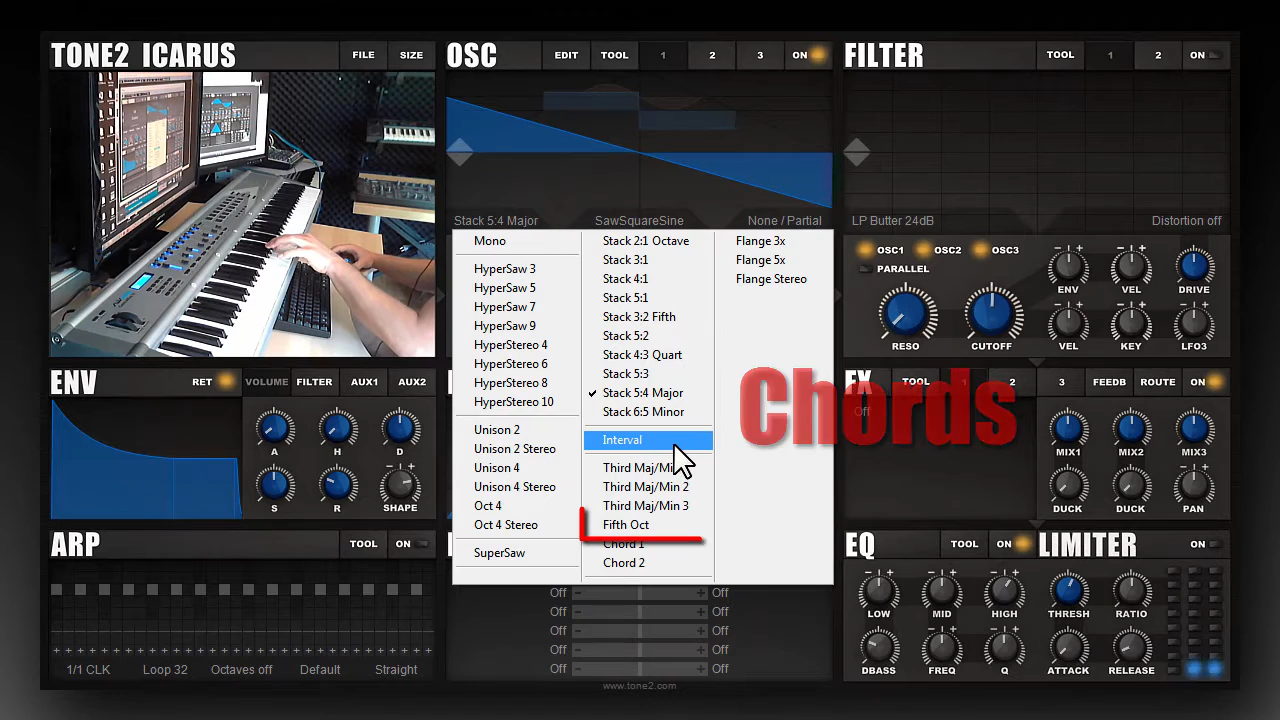 TONE2 ICARUS
FILE
SIZE
OSC
EDIT
TOOL
1
2
3
ON
FILTER
TOOL
1
2
ON
Stack 5:4 Major
SawSquareSine
None / Partial
LP Butter 24dB
Distortion off
Mono
HyperSaw 3
HyperSaw 5
HyperSaw 7
HyperSaw 9
HyperStereo 4
HyperStereo 6
HyperStereo 8
HyperStereo 10
Unison 2
Unison 2 Stereo
Unison 4
Unison 4 Stereo
Oct 4
Oct 4 Stereo
SuperSaw
Stack 2:1 Octave
Stack 3:1
Stack 4:1
Stack 5:1
Stack 3:2 Fifth
Stack 5:2
Stack 4:3 Quart
Stack 5:3
Stack 5:4 Major
Stack 6:5 Minor
Interval
Third Maj/Mi
Third Maj/Min 2
Third Maj/Min 3
Fifth Oct
Chord 1
Chord 2
Flange 3x
Flange 5x
Flange Stereo
OSC1
OSC2
OSC3
PARALLEL
ENV
VEL
DRIVE
RESO
CUTOFF
VEL
KEY
LFO3
Chords
ENV
RET
VOLUME
FILTER
AUX1
AUX2
A
H
D
S
R
SHAPE
FX
TOOL
1
2
3
FEEDB
ROUTE
ON
Off
MIX1
MIX2
MIX3
DUCK
DUCK
PAN
ARP
TOOL
ON
1/1 CLK
Loop 32
Octaves off
Default
Straight
Off - + Off
Off - + Off
Off - + Off
Off - + Off
Off - + Off
EQ
TOOL
ON
LIMITER
LOW
MID
HIGH
THRESH
RATIO
DBASS
FREQ
Q
ATTACK
RELEASE
www.tone2.com